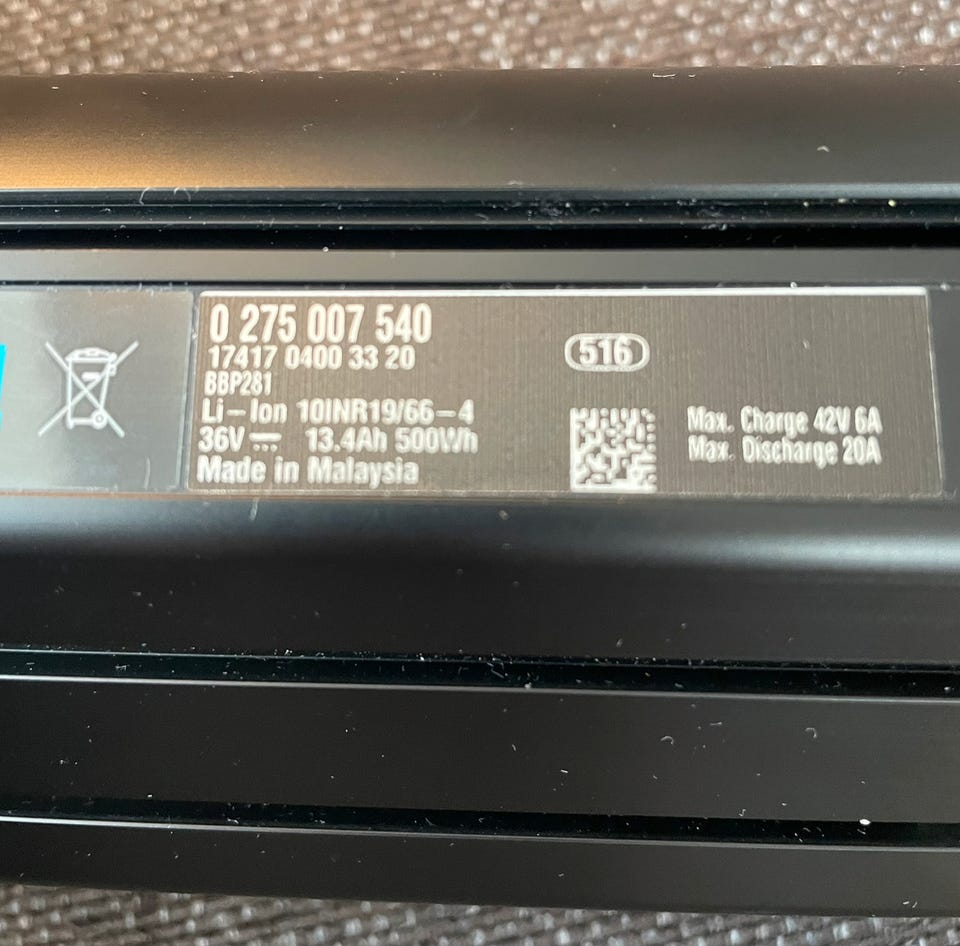 0 275 007 540
17417 0400 33 20
BBP281
Li-Ion 10INR19/66-4
36V 13.4Ah 500Wh
Made in Malaysia
516
Max. Charge 42V 6A
Max. Discharge 20A